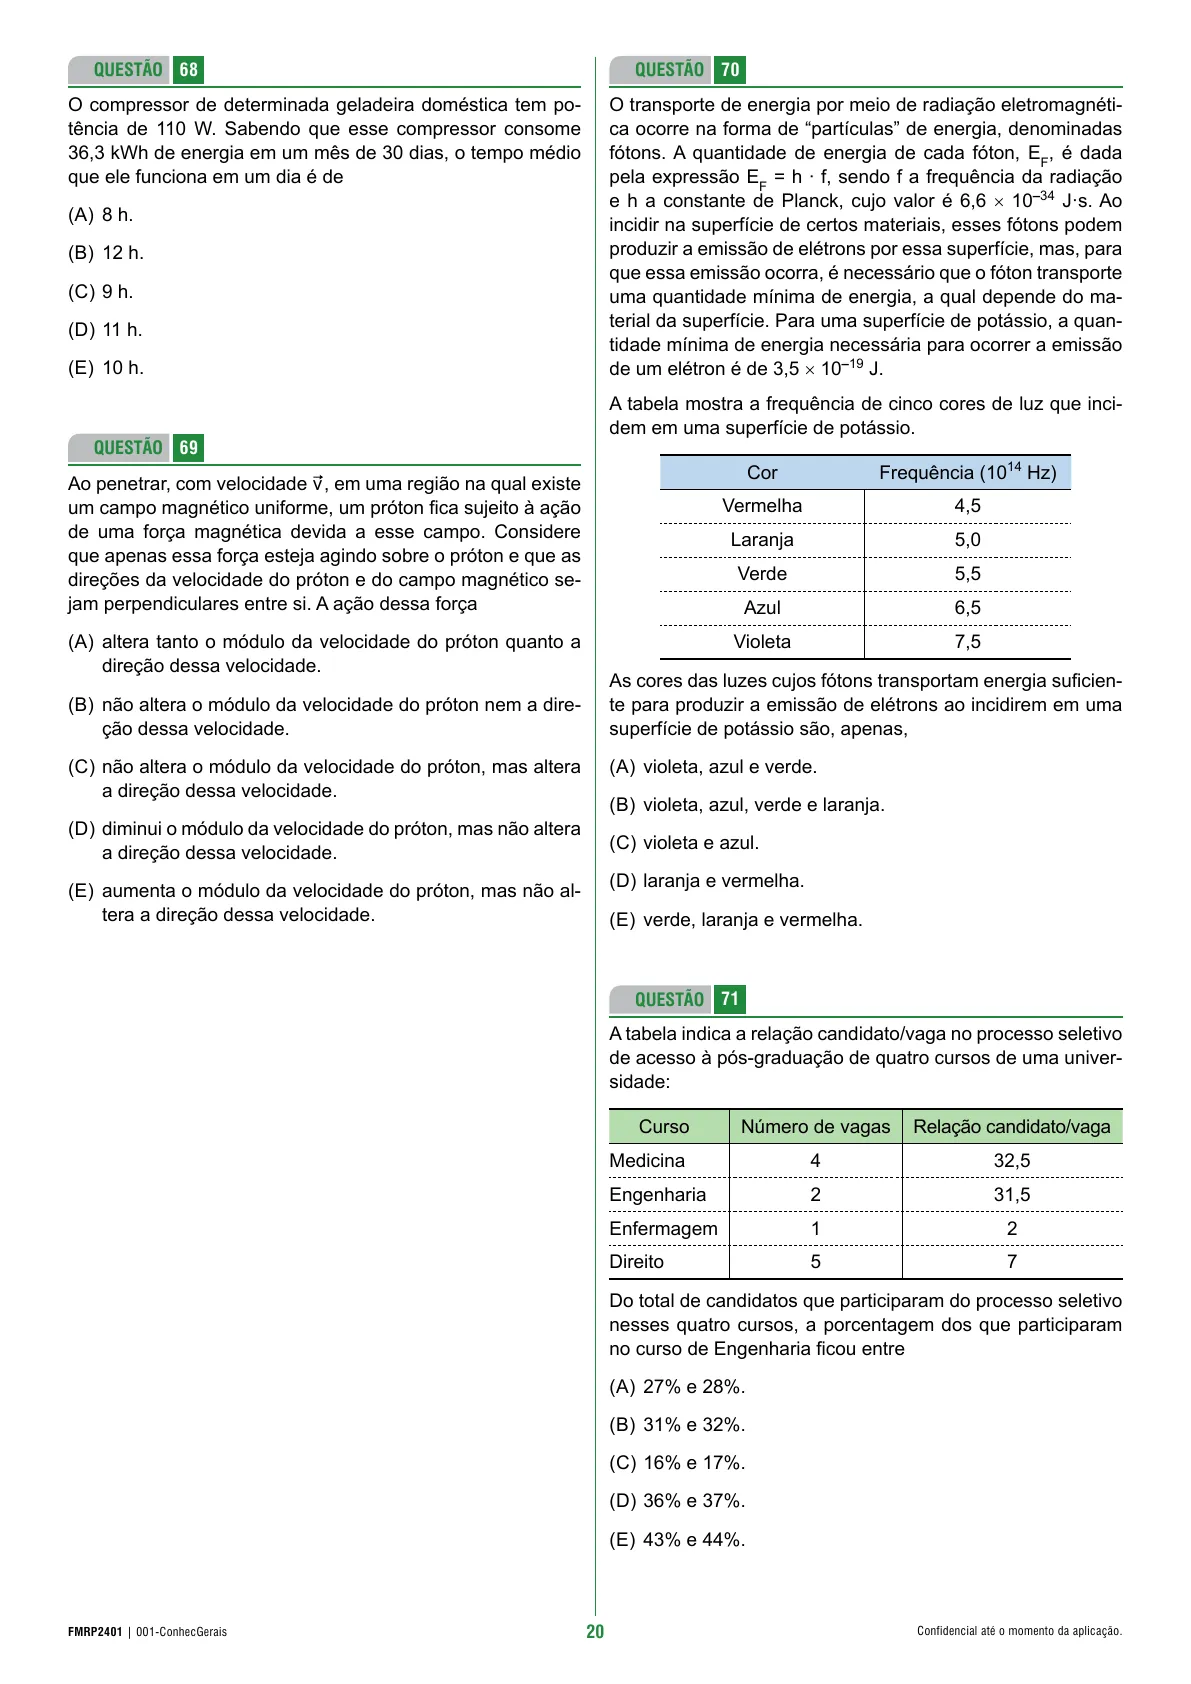 QUESTÃO 68
O compressor de determinada geladeira doméstica tem po-
tência de 110 W. Sabendo que esse compressor consome
36,3 kWh de energia em um mês de 30 dias, o tempo médio
que ele funciona em um dia é de
(A) 8 h.
(B) 12 h.
(C) 9 h.
(D) 11 h.
(E) 10 h.
QUESTÃO 69
Ao penetrar, com velocidade v⃗, em uma região na qual existe
um campo magnético uniforme, um próton fica sujeito à ação
de uma força magnética devida a esse campo. Considere
que apenas essa força esteja agindo sobre o próton e que as
direções da velocidade do próton e do campo magnético se-
jam perpendiculares entre si. A ação dessa força
(A) altera tanto o módulo da velocidade do próton quanto a
direção dessa velocidade.
(B) não altera o módulo da velocidade do próton nem a dire-
ção dessa velocidade.
(C) não altera o módulo da velocidade do próton, mas altera
a direção dessa velocidade.
(D) diminui o módulo da velocidade do próton, mas não altera
a direção dessa velocidade.
(E) aumenta o módulo da velocidade do próton, mas não al-
tera a direção dessa velocidade.
QUESTÃO 70
O transporte de energia por meio de radiação eletromagnéti-
ca ocorre na forma de “partículas” de energia, denominadas
fótons. A quantidade de energia de cada fóton, E_F, é dada
pela expressão E_F = h · f, sendo f a frequência da radiação
e h a constante de Planck, cujo valor é 6,6 × 10⁻³⁴ J·s. Ao
incidir na superfície de certos materiais, esses fótons podem
produzir a emissão de elétrons por essa superfície, mas, para
que essa emissão ocorra, é necessário que o fóton transporte
uma quantidade mínima de energia, a qual depende do ma-
terial da superfície. Para uma superfície de potássio, a quan-
tidade mínima de energia necessária para ocorrer a emissão
de um elétron é de 3,5 × 10⁻¹⁹ J.
A tabela mostra a frequência de cinco cores de luz que inci-
dem em uma superfície de potássio.
Cor Frequência (10¹⁴ Hz)
Vermelha 4,5
Laranja 5,0
Verde 5,5
Azul 6,5
Violeta 7,5
As cores das luzes cujos fótons transportam energia suficien-
te para produzir a emissão de elétrons ao incidirem em uma
superfície de potássio são, apenas,
(A) violeta, azul e verde.
(B) violeta, azul, verde e laranja.
(C) violeta e azul.
(D) laranja e vermelha.
(E) verde, laranja e vermelha.
QUESTÃO 71
A tabela indica a relação candidato/vaga no processo seletivo
de acesso à pós-graduação de quatro cursos de uma univer-
sidade:
Curso Número de vagas Relação candidato/vaga
Medicina 4 32,5
Engenharia 2 31,5
Enfermagem 1 2
Direito 5 7
Do total de candidatos que participaram do processo seletivo
nesses quatro cursos, a porcentagem dos que participaram
no curso de Engenharia ficou entre
(A) 27% e 28%.
(B) 31% e 32%.
(C) 16% e 17%.
(D) 36% e 37%.
(E) 43% e 44%.
FMRP2401 | 001-ConhecGerais
20
Confidencial até o momento da aplicação.